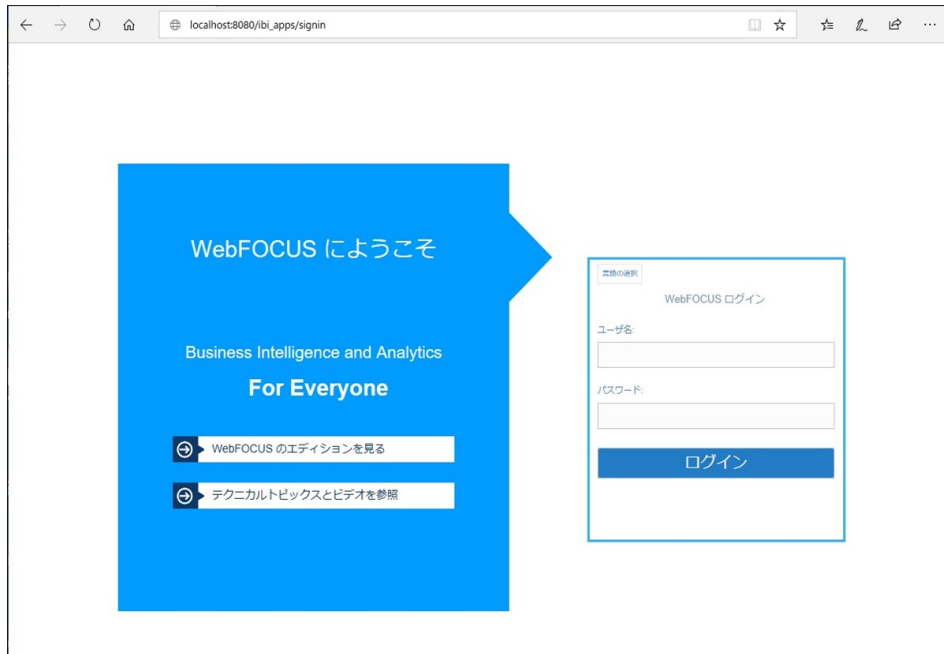 localhost:8080/ibi_apps/signin
WebFOCUS にようこそ
Business Intelligence and Analytics
For Everyone
WebFOCUS のエディションを見る
テクニカルトピックスとビデオを参照
言語の選択
WebFOCUS ログイン
ユーザ名:
パスワード:
ログイン